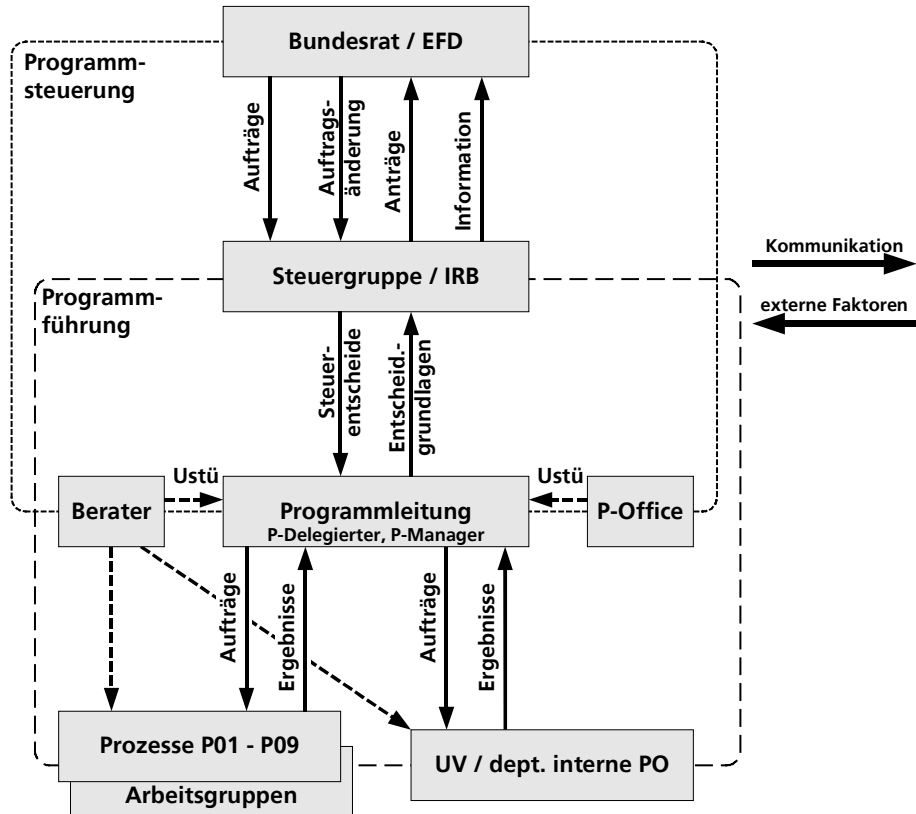 Bundesrat / EFD
Programm-
steuerung
Aufträge
Auftrags-
änderung
Anträge
Information
Kommunikation
externe Faktoren
Steuergruppe / IRB
Programm-
führung
Steuer-
entscheide
Entscheid.-
grundlagen
Ustü
Ustü
Berater
Programmleitung
P-Delegierter, P-Manager
P-Office
Aufträge
Ergebnisse
Aufträge
Ergebnisse
Prozesse P01 - P09
UV / dept. interne PO
Arbeitsgruppen